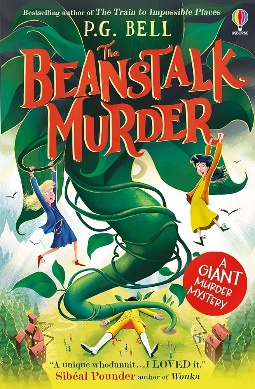 Bestselling author of The Train to Impossible Places
USBORNE
P.G. BELL
The
BEANSTALK
MURDER
A
GIANT
MURDER
MYSTERY
"A unique whodunnit...I LOVED it."
Sibéal Pounder author of Wonka